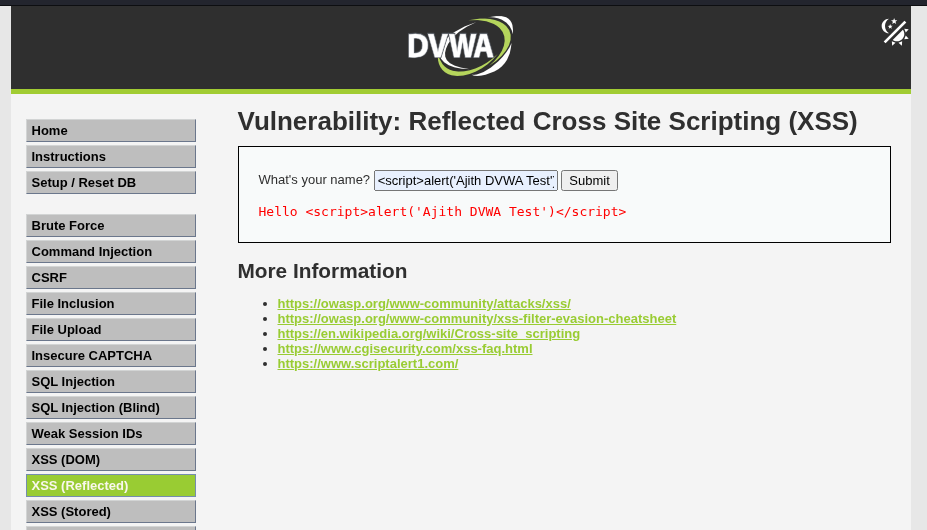 DVWA
Vulnerability: Reflected Cross Site Scripting (XSS)
Home
Instructions
Setup / Reset DB
Brute Force
Command Injection
CSRF
File Inclusion
File Upload
Insecure CAPTCHA
SQL Injection
SQL Injection (Blind)
Weak Session IDs
XSS (DOM)
XSS (Reflected)
XSS (Stored)
What's your name? <script>alert('Ajith DVWA Test' Submit
Hello <script>alert('Ajith DVWA Test')</script>
More Information
https://owasp.org/www-community/attacks/xss/
https://owasp.org/www-community/xss-filter-evasion-cheatsheet
https://en.wikipedia.org/wiki/Cross-site_scripting
https://www.cgisecurity.com/xss-faq.html
https://www.scriptalert1.com/